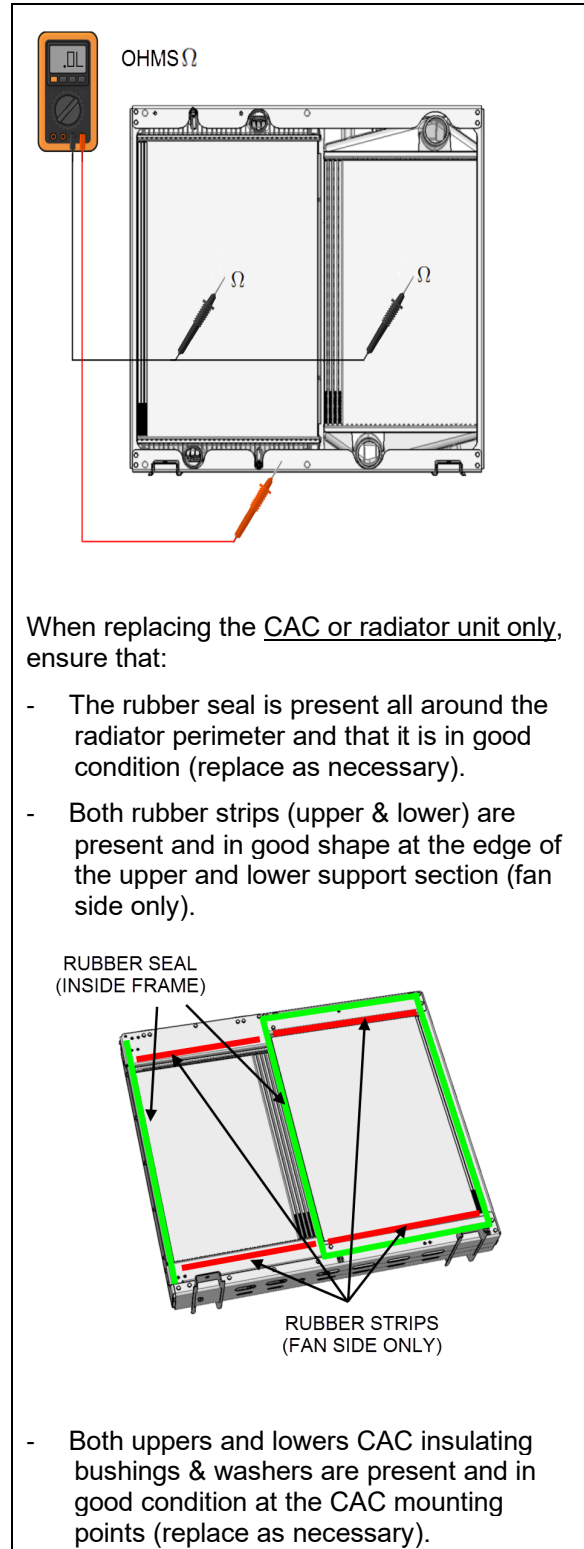 .OL
OHMS Ω
Ω
Ω
When replacing the CAC or radiator unit only,
ensure that:
- The rubber seal is present all around the
radiator perimeter and that it is in good
condition (replace as necessary).
- Both rubber strips (upper & lower) are
present and in good shape at the edge of
the upper and lower support section (fan
side only).
RUBBER SEAL
(INSIDE FRAME)
RUBBER STRIPS
(FAN SIDE ONLY)
- Both uppers and lowers CAC insulating
bushings & washers are present and in
good condition at the CAC mounting
points (replace as necessary).